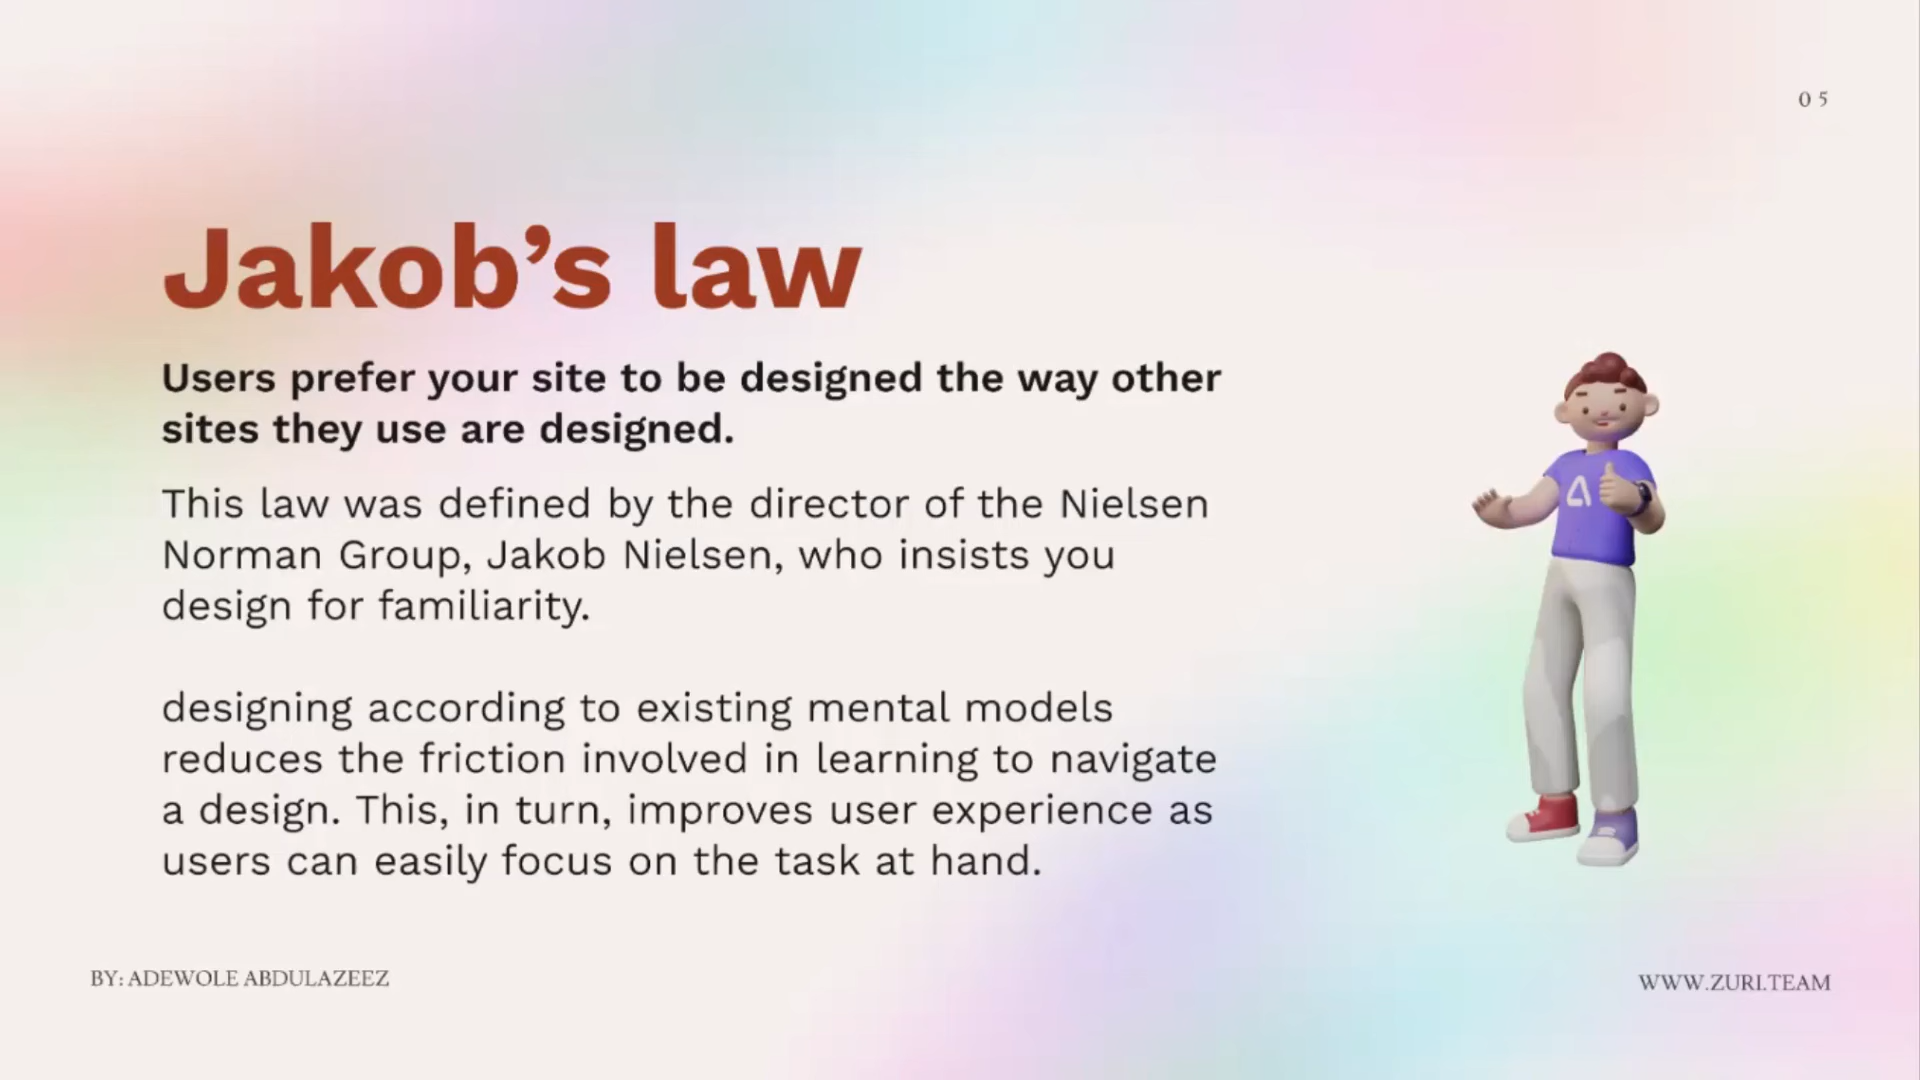 05
Jakob’s law
Users prefer your site to be designed the way other
sites they use are designed.
This law was defined by the director of the Nielsen
Norman Group, Jakob Nielsen, who insists you
design for familiarity.
designing according to existing mental models
reduces the friction involved in learning to navigate
a design. This, in turn, improves user experience as
users can easily focus on the task at hand.
BY: ADEWOLE ABDULAZEEZ
WWW.ZURI.TEAM